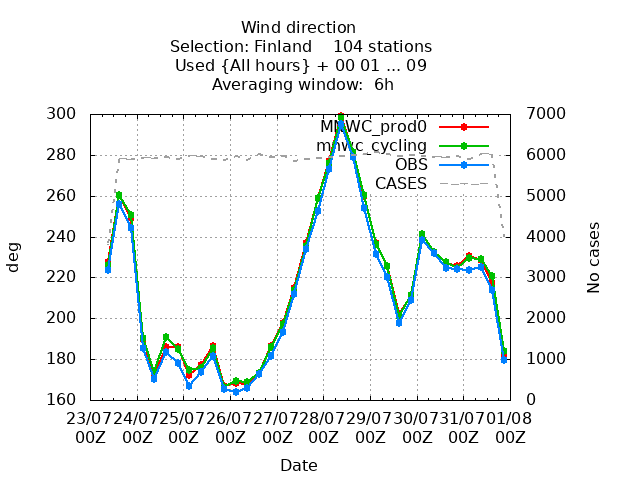 Wind direction
Selection: Finland    104 stations
Used {All hours} + 00 01 ... 09
Averaging window:  6h
300
280
260
240
220
200
180
160
deg
7000
6000
5000
4000
3000
2000
1000
0
No cases
MNWC_prod0
mnwc_cycling
OBS
CASES
23/07 24/07 25/07 26/07 27/07 28/07 29/07 30/07 31/07 01/08
00Z 00Z 00Z 00Z 00Z 00Z 00Z 00Z 00Z 00Z
Date